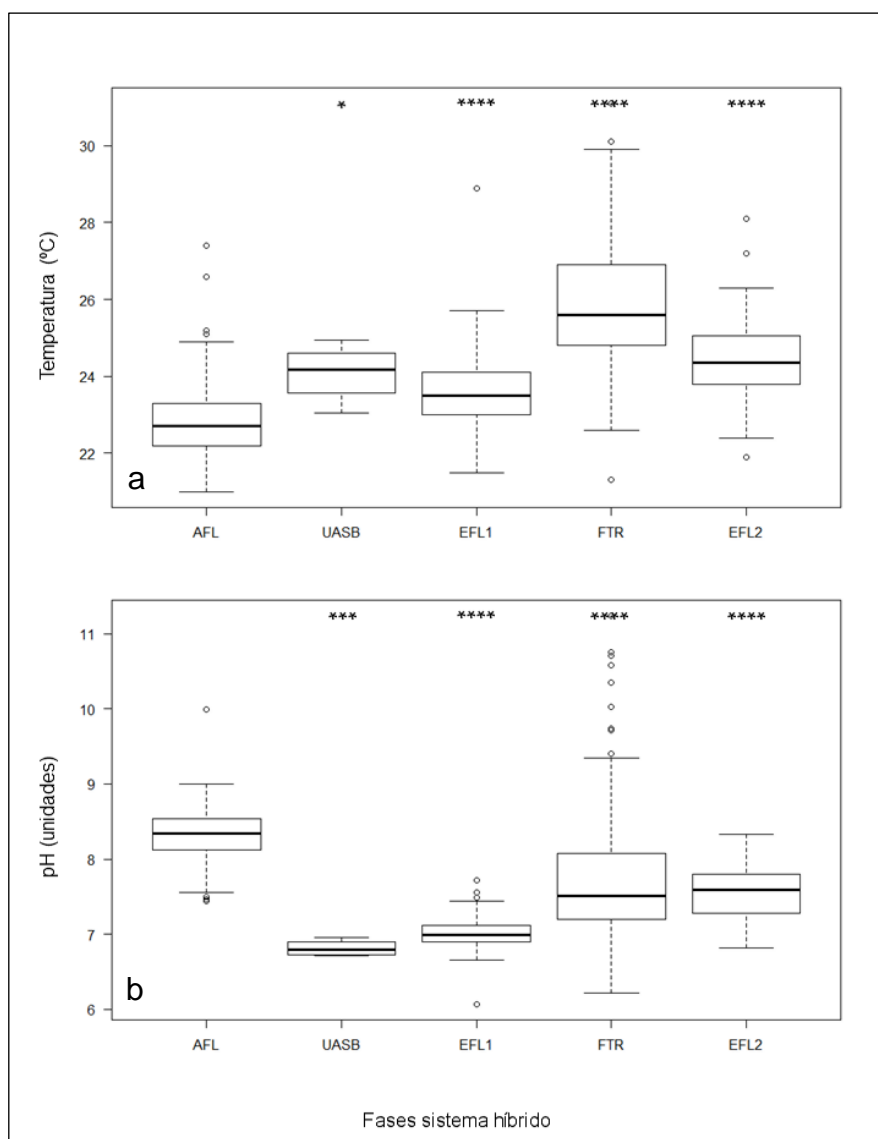 * **** **** ****
Temperatura (ºC)
30
28
26
24
22
a
AFL UASB EFL1 FTR EFL2
*** **** **** ****
pH (unidades)
11
10
9
8
7
6
b
AFL UASB EFL1 FTR EFL2
Fases sistema híbrido